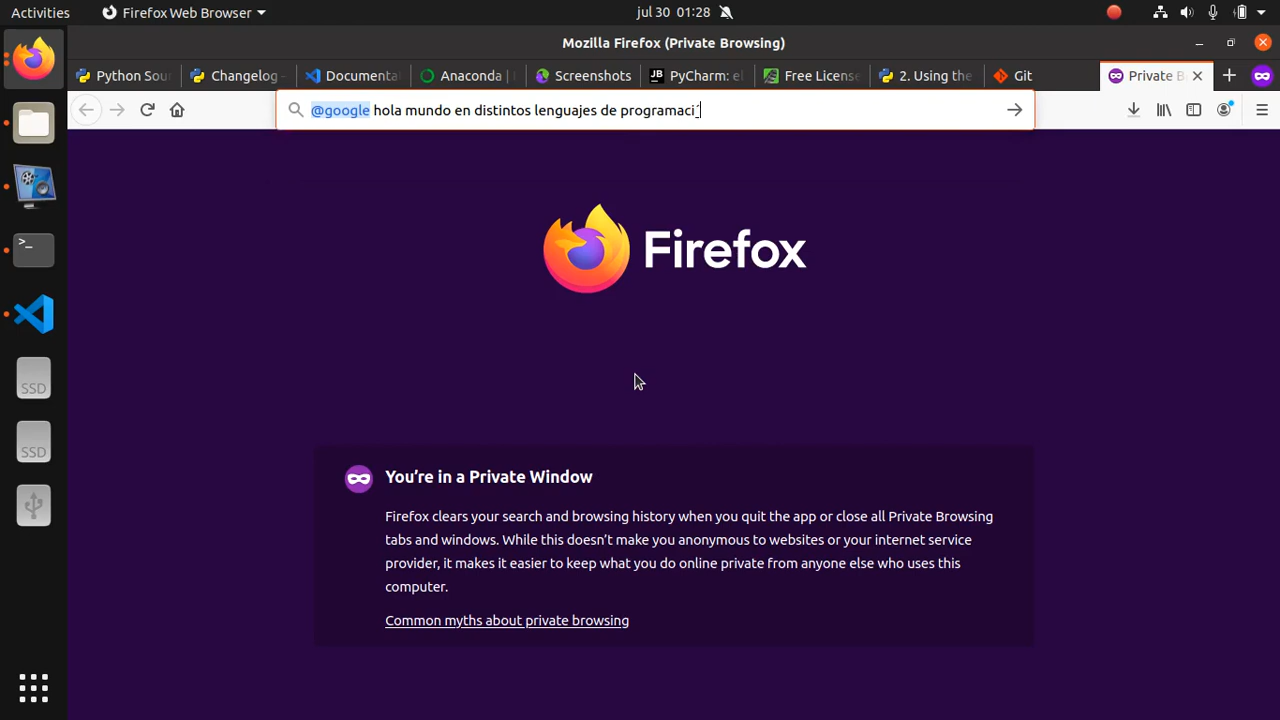 Activities
Firefox Web Browser
jul 30 01:28
Mozilla Firefox (Private Browsing)
Python Sour
Changelog
Documenta
Anaconda |
Screenshots
PyCharm: el
Free License
2. Using the
Git
Private B
@google hola mundo en distintos lenguajes de programaci´
Firefox
You're in a Private Window
Firefox clears your search and browsing history when you quit the app or close all Private Browsing
tabs and windows. While this doesn't make you anonymous to websites or your internet service
provider, it makes it easier to keep what you do online private from anyone else who uses this
computer.
Common myths about private browsing
SSD
SSD